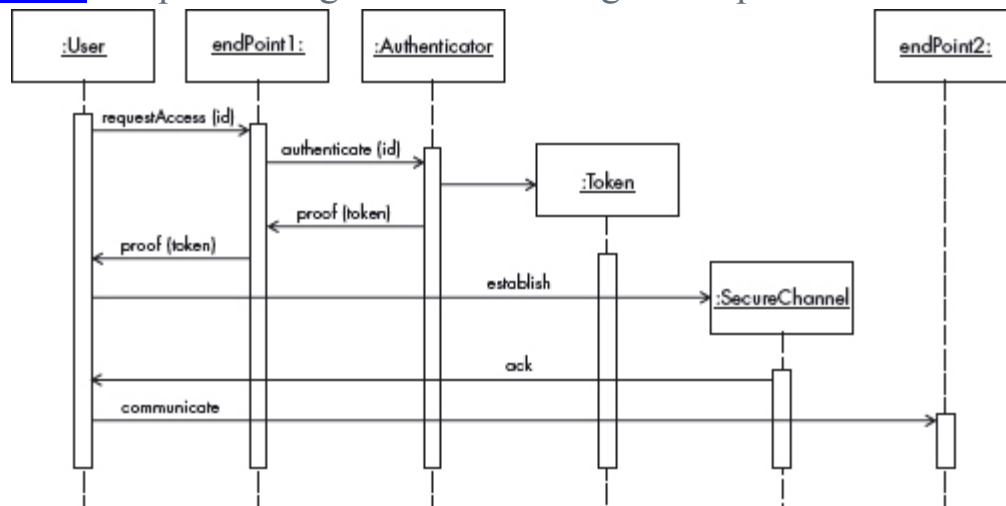 :User
endPoint1:
:Authenticator
endPoint2:
requestAccess (id)
authenticate (id)
:Token
proof (token)
proof (token)
establish
:SecureChannel
ack
communicate